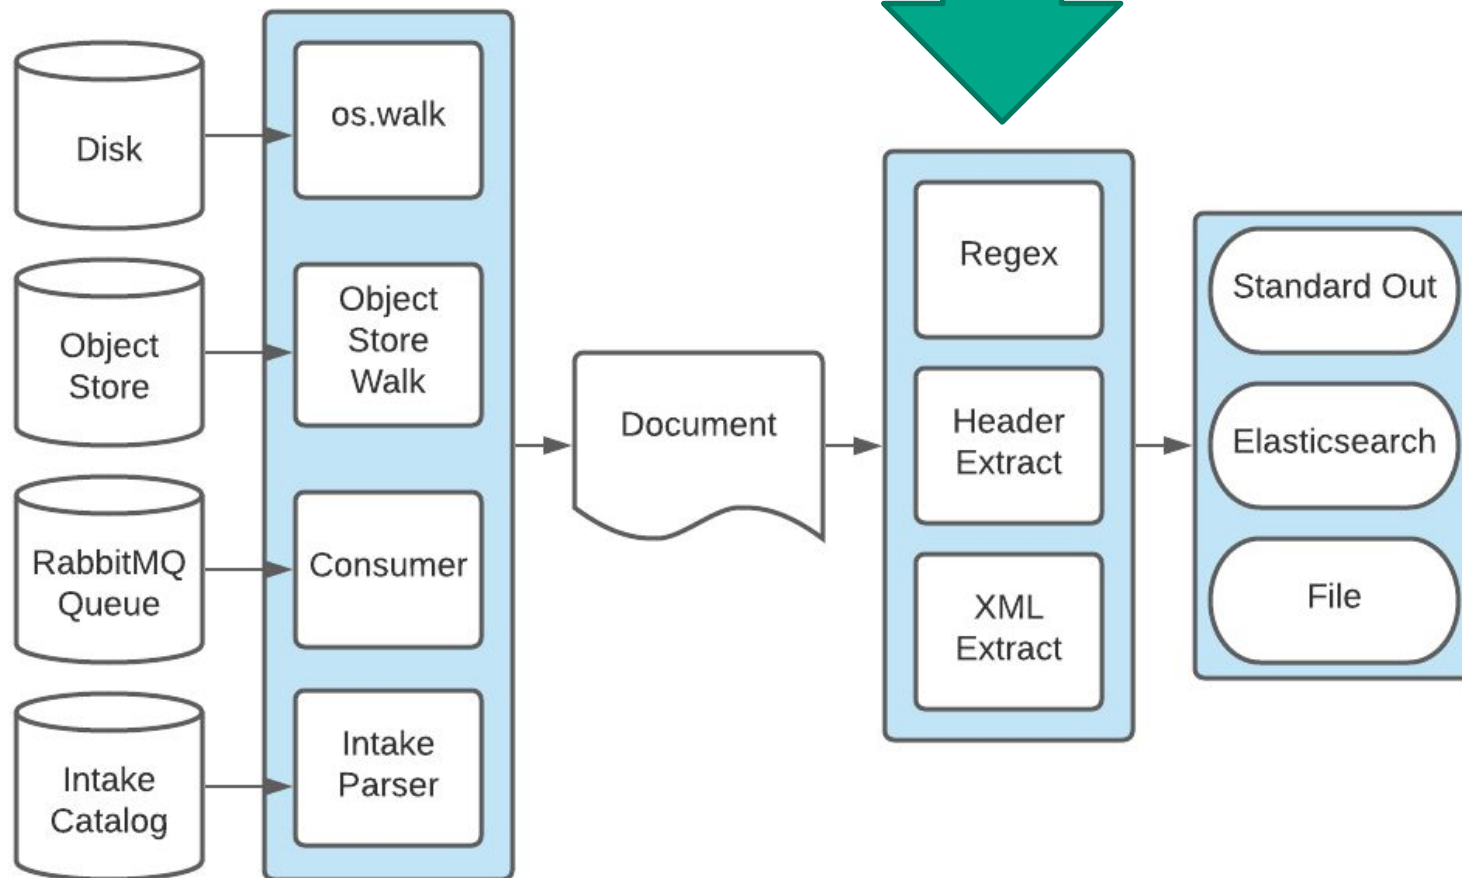 Disk
Object
Store
RabbitMQ
Queue
Intake
Catalog
os.walk
Object
Store
Walk
Consumer
Intake
Parser
Document
Regex
Header
Extract
XML
Extract
Standard Out
Elasticsearch
File